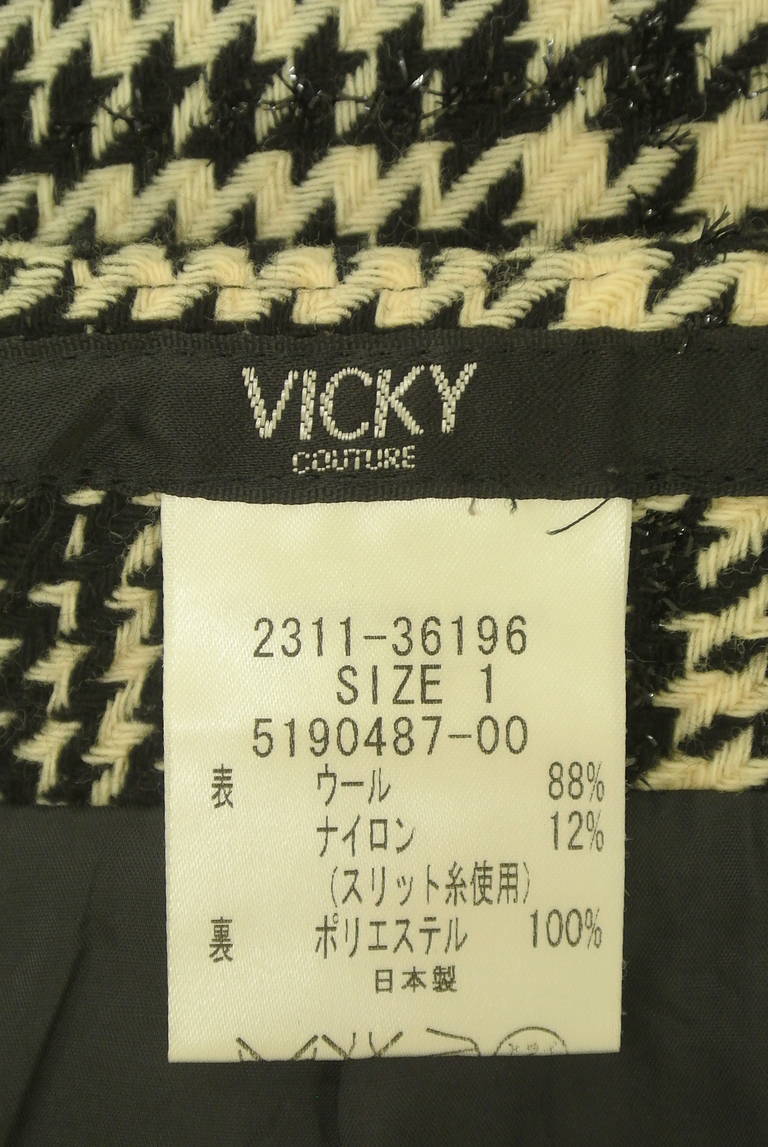 VICKY
COUTURE
2311-36196
SIZE 1
5190487-00
表 ウール 88%
ナイロン 12%
(スリット糸使用)
裏 ポリエステル 100%
日本製